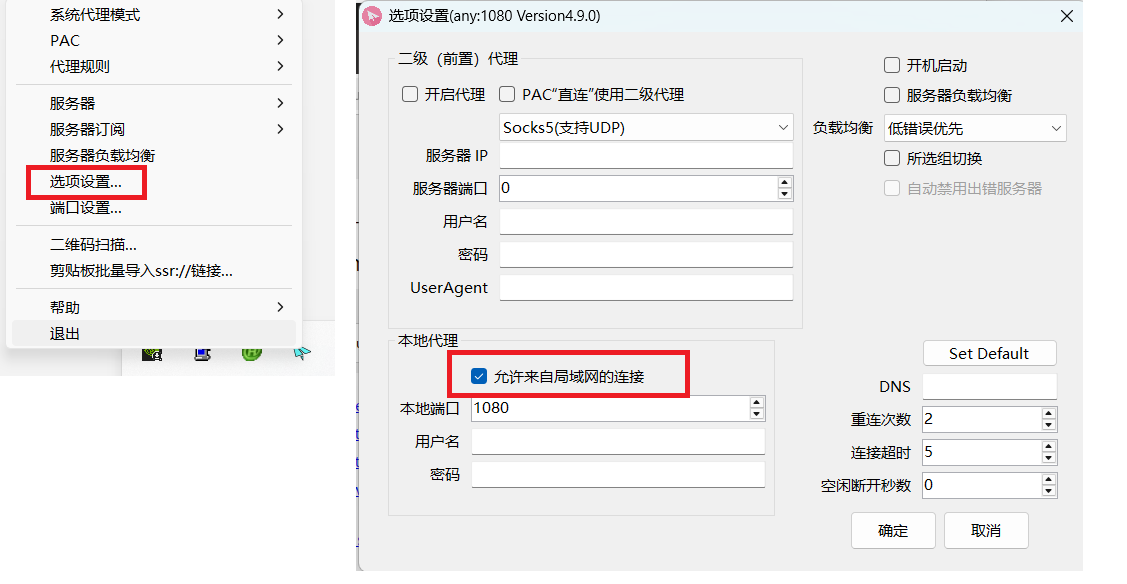 系统代理模式
PAC
代理规则
服务器
服务器订阅
服务器负载均衡
选项设置...
端口设置...
二维码扫描...
剪贴板批量导入ssr://链接...
帮助
退出
选项设置(any:1080 Version4.9.0)
二级（前置）代理
开启代理
PAC“直连”使用二级代理
Socks5(支持UDP)
服务器 IP
服务器端口
0
用户名
密码
UserAgent
本地代理
允许来自局域网的连接
本地端口
1080
用户名
密码
开机启动
服务器负载均衡
负载均衡
低错误优先
所选组切换
自动禁用出错服务器
Set Default
DNS
重连次数
2
连接超时
5
空闲断开秒数
0
确定
取消